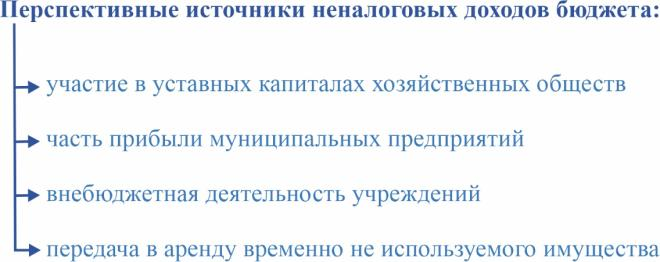 Перспективные источники неналоговых доходов бюджета:
участие в уставных капиталах хозяйственных обществ
часть прибыли муниципальных предприятий
внебюджетная деятельность учреждений
передача в аренду временно не используемого имущества